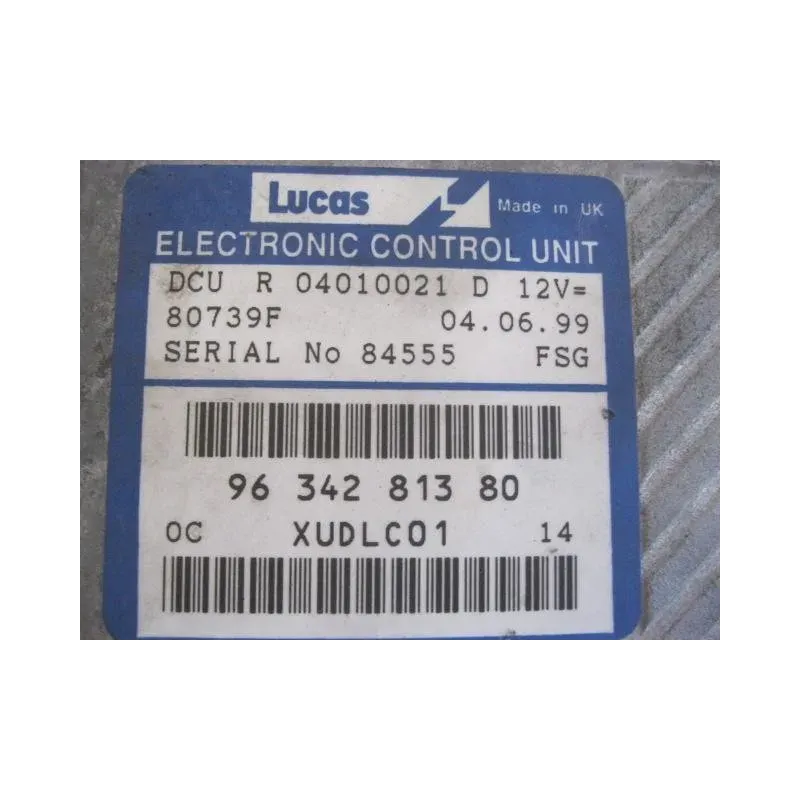 Lucas Made in UK
ELECTRONIC CONTROL UNIT
DCU R 04010021 D 12V=
80739F 04.06.99
SERIAL No 84555 FSG
96 342 813 80
OC XUDLC01 14